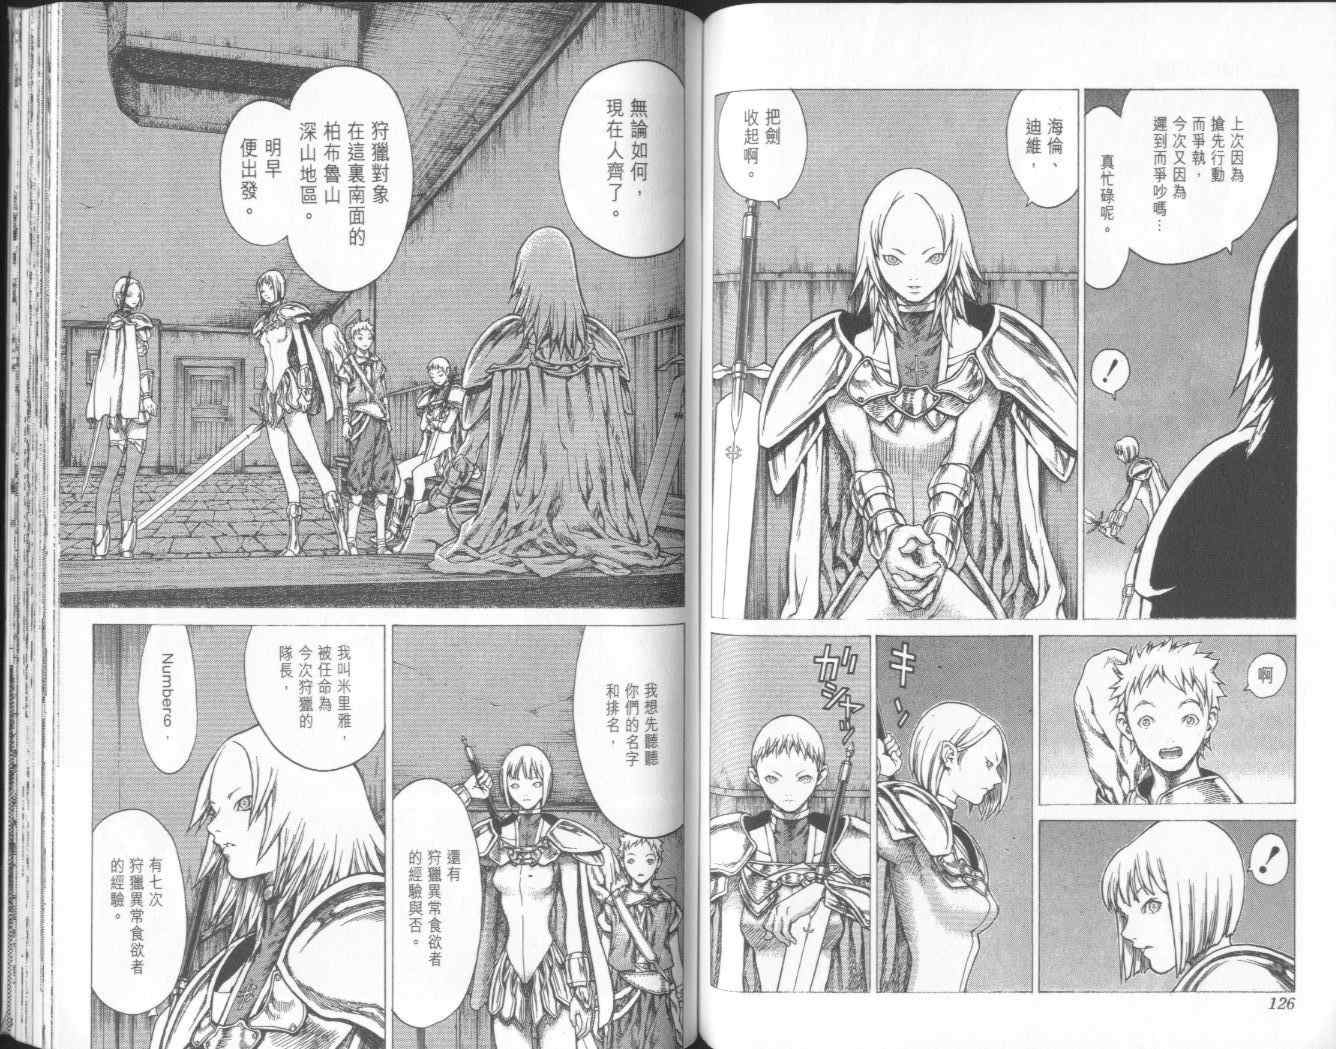 上次因為
搶先行動
而爭執，
今次又因為
遲到而爭吵嗎…
真忙碌呢。
！
海倫、
迪維，
把劍
收起啊。
啊
！
キ
ン
ガシャッ
126
無論如何，
現在人齊了。
狩獵對象
在這裏南面的
柏布魯山
深山地區。
明早
便出發。
我想先聽聽
你們的名字
和排名，
還有
狩獵異常食欲者
的經驗與否。
我叫米里雅，
被任命為
今次狩獵的
隊長，
Number6，
有七次
狩獵異常食欲者
的經驗。